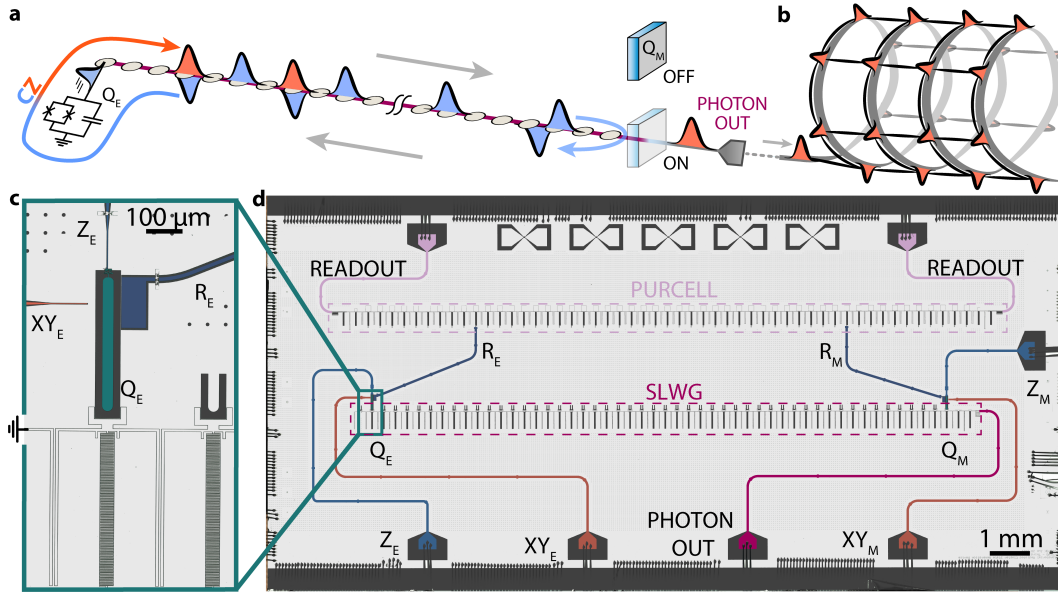 a
b
Q_M
OFF
CZ
Q_E
PHOTON
OUT
ON
c
d
100 μm
Z_E
R_E
XY_E
Q_E
READOUT
READOUT
PURCELL
R_E
R_M
Z_M
SLWG
Q_E
Q_M
Z_E
XY_E
PHOTON
OUT
XY_M
1 mm